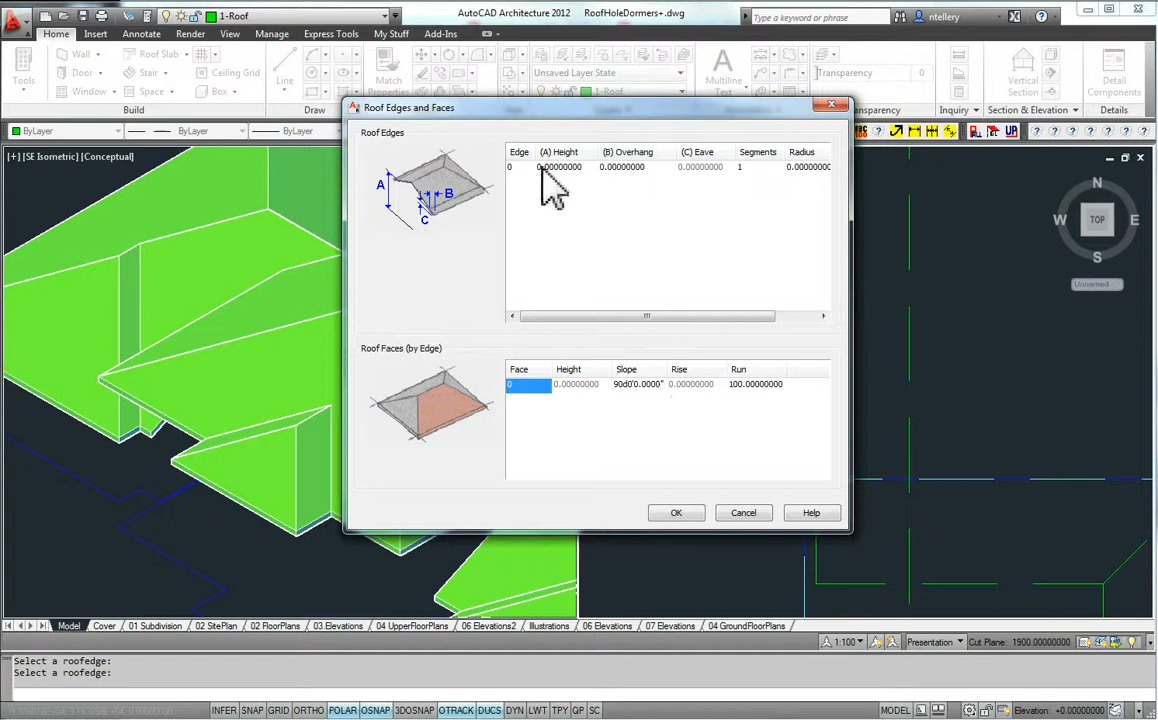 AutoCAD Architecture 2012 RoofHoleDormers+.dwg
Type a keyword or phrase
ntellery
1-Roof
Home Insert Annotate Render View Manage Express Tools My Stuff Add-Ins
Wall Roof Slab
Tools Door Stair Ceiling Grid Line Match Properties Unsaved Layer State Multiline Transparency 0 Vertical Section Detail Components
Window Space Box
Build Draw Inquiry Section & Elevation Details
ByLayer ByLayer ByLayer
UP
[+] [SE Isometric] [Conceptual]
Roof Edges and Faces
Roof Edges
Edge (A) Height (B) Overhang (C) Eave Segments Radius
0 0.00000000 0.00000000 0.00000000 1 0.0000000
A
B
C
Roof Faces (by Edge)
Face Height Slope Rise Run
0 0.00000000 90d0'0.0000" 0.00000000 100.00000000
OK Cancel Help
N
W TOP E
S
Unnamed
Model Cover 01 Subdivision 02 SitePlan 02 FloorPlans 03.Elevations 04 UpperFloorPlans 06 Elevations2 Illustrations 06 Elevations 07 Elevations 04 GroundFloorPlans
1:100 Presentation Cut Plane: 1900.00000000
Select a roofedge:
Select a roofedge:
INFER SNAP GRID ORTHO POLAR OSNAP 3DOSNAP OTRACK DUCS DYN LWT TPY QP SC MODEL Elevation: +0.00000000